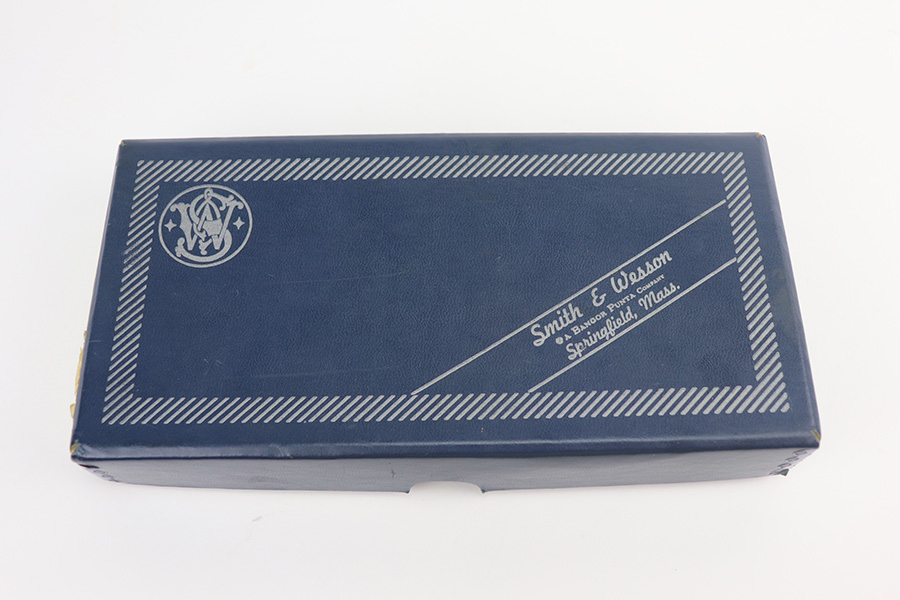 S&W
Smith & Wesson
A BANGOR PUNTA COMPANY
Springfield, Mass.